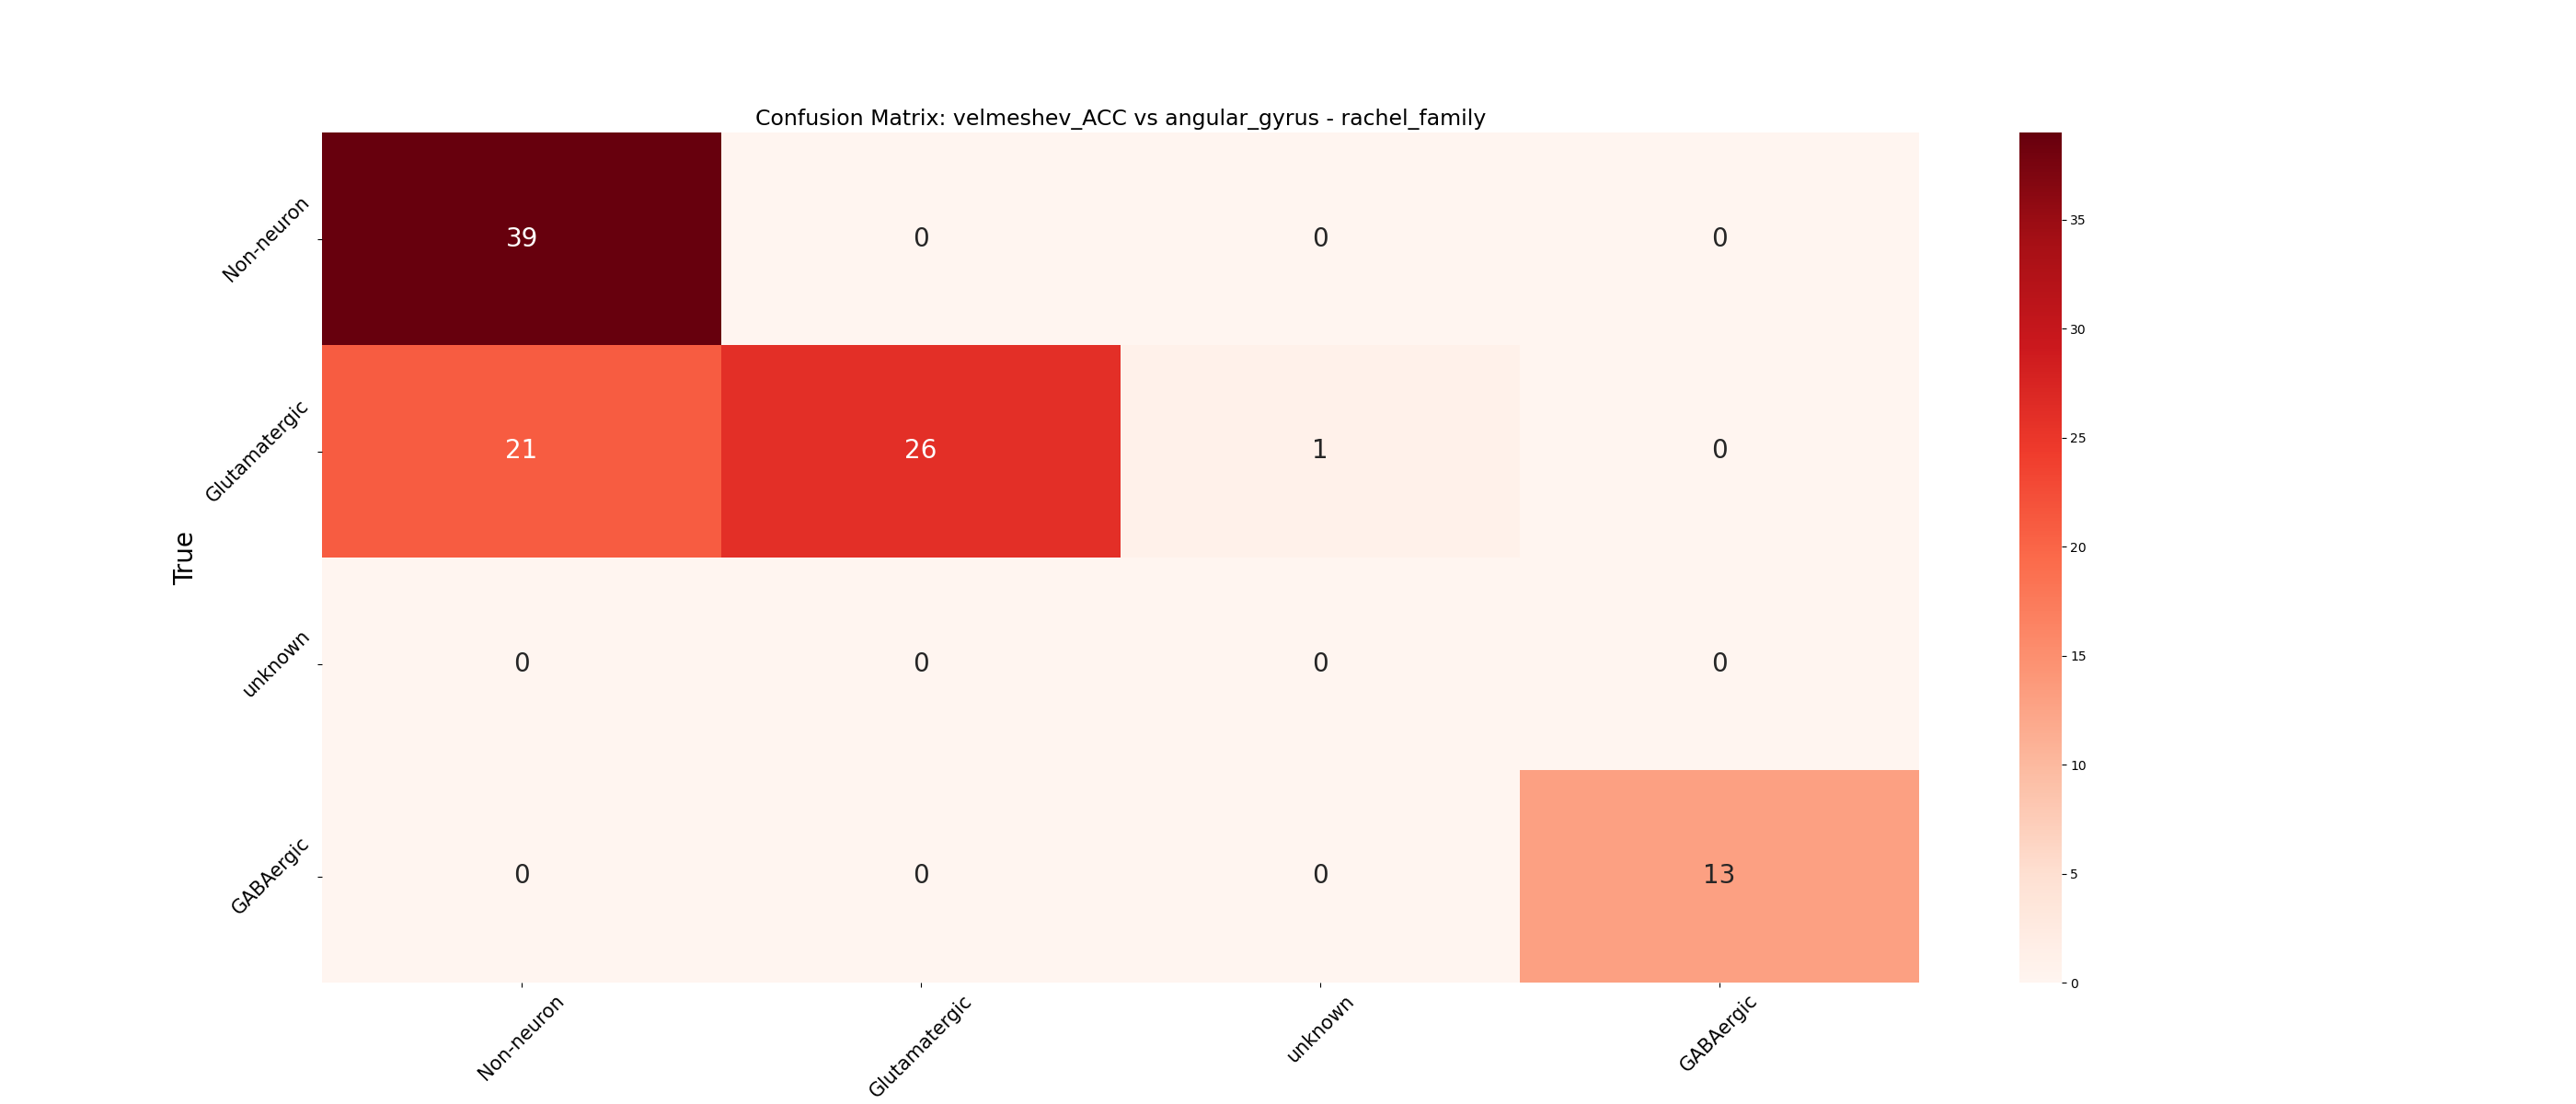 Confusion Matrix: velmeshev_ACC vs angular_gyrus - rachel_family
True
Non-neuron
39 0 0 0
Glutamatergic
21 26 1 0
unknown
0 0 0 0
GABAergic
0 0 0 13
Non-neuron Glutamatergic unknown GABAergic
35
30
25
20
15
10
5
0